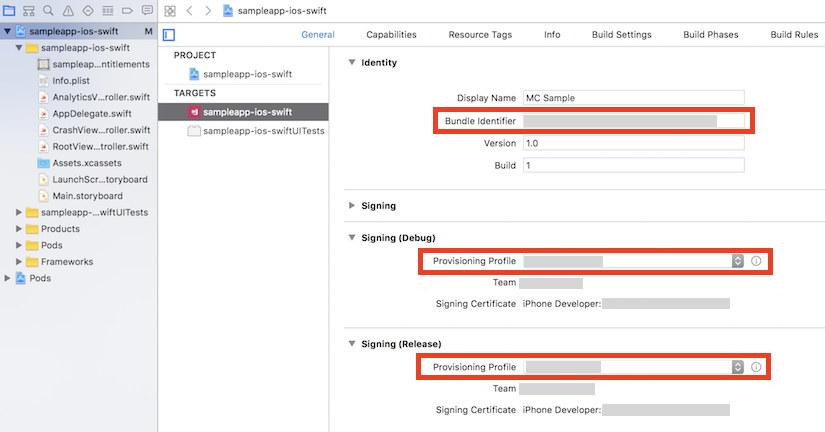 sampleapp-ios-swift
sampleapp-ios-swift M
sampleapp-ios-swift
sampleap...ntitlements
Info.plist
AnalyticsV...roller.swift
AppDelegate.swift
CrashView...roller.swift
RootView...troller.swift
Assets.xcassets
LaunchScr...toryboard
Main.storyboard
sampleapp-...wiftUITests
Products
Pods
Frameworks
Pods
General Capabilities Resource Tags Info Build Settings Build Phases Build Rules
PROJECT
sampleapp-ios-swift
TARGETS
sampleapp-ios-swift
sampleapp-ios-swiftUITests
Identity
Display Name MC Sample
Bundle Identifier
Version 1.0
Build 1
Signing
Signing (Debug)
Provisioning Profile
Team
Signing Certificate iPhone Developer:
Signing (Release)
Provisioning Profile
Team
Signing Certificate iPhone Developer: